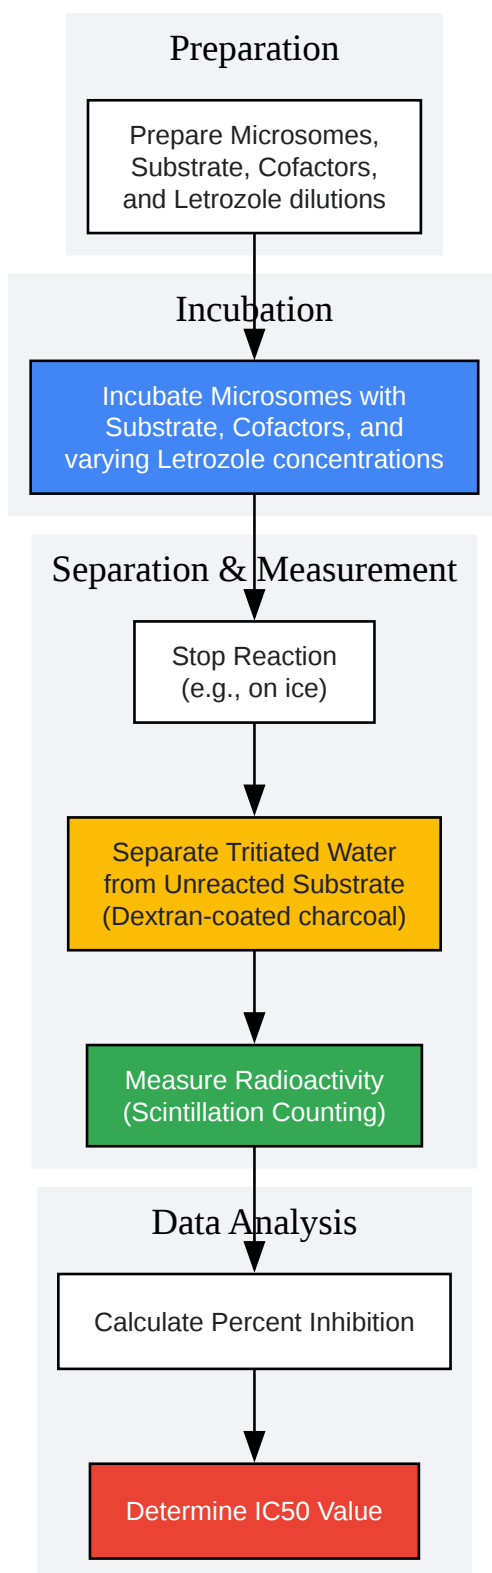 Preparation
Prepare Microsomes,
Substrate, Cofactors,
and Letrozole dilutions
Incubation
Incubate Microsomes with
Substrate, Cofactors, and
varying Letrozole concentrations
Separation & Measurement
Stop Reaction
(e.g., on ice)
Separate Tritiated Water
from Unreacted Substrate
(Dextran-coated charcoal)
Measure Radioactivity
(Scintillation Counting)
Data Analysis
Calculate Percent Inhibition
Determine IC50 Value